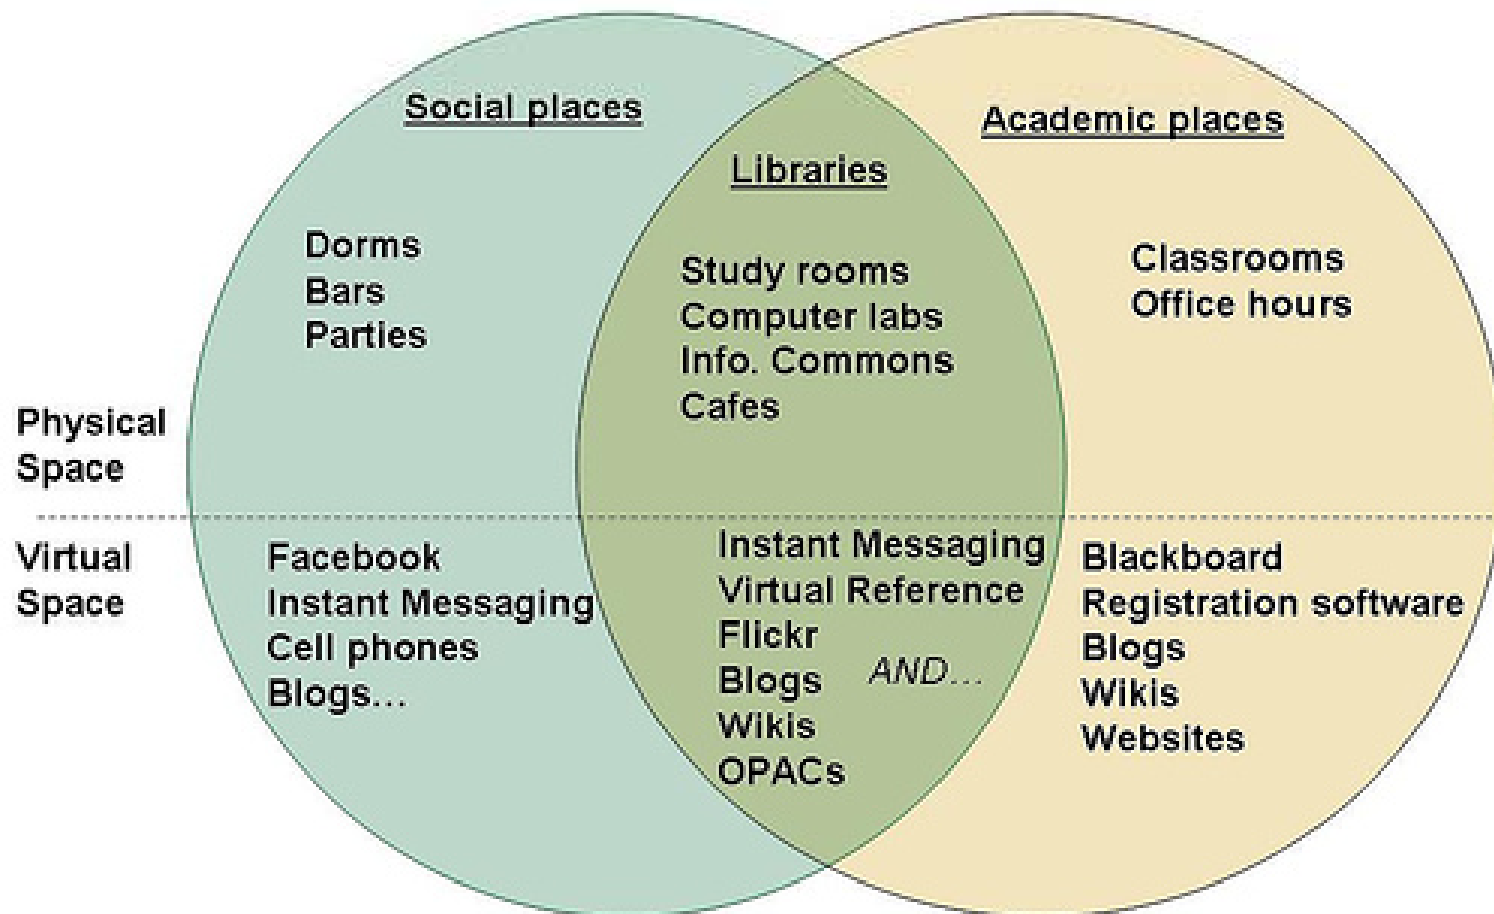 Social places
Academic places
Libraries
Dorms
Bars
Parties
Study rooms
Computer labs
Info. Commons
Cafes
Classrooms
Office hours
Physical
Space
Virtual
Space
Facebook
Instant Messaging
Cell phones
Blogs…
Instant Messaging
Virtual Reference
Flickr
Blogs
AND…
Wikis
OPACs
Blackboard
Registration software
Blogs
Wikis
Websites